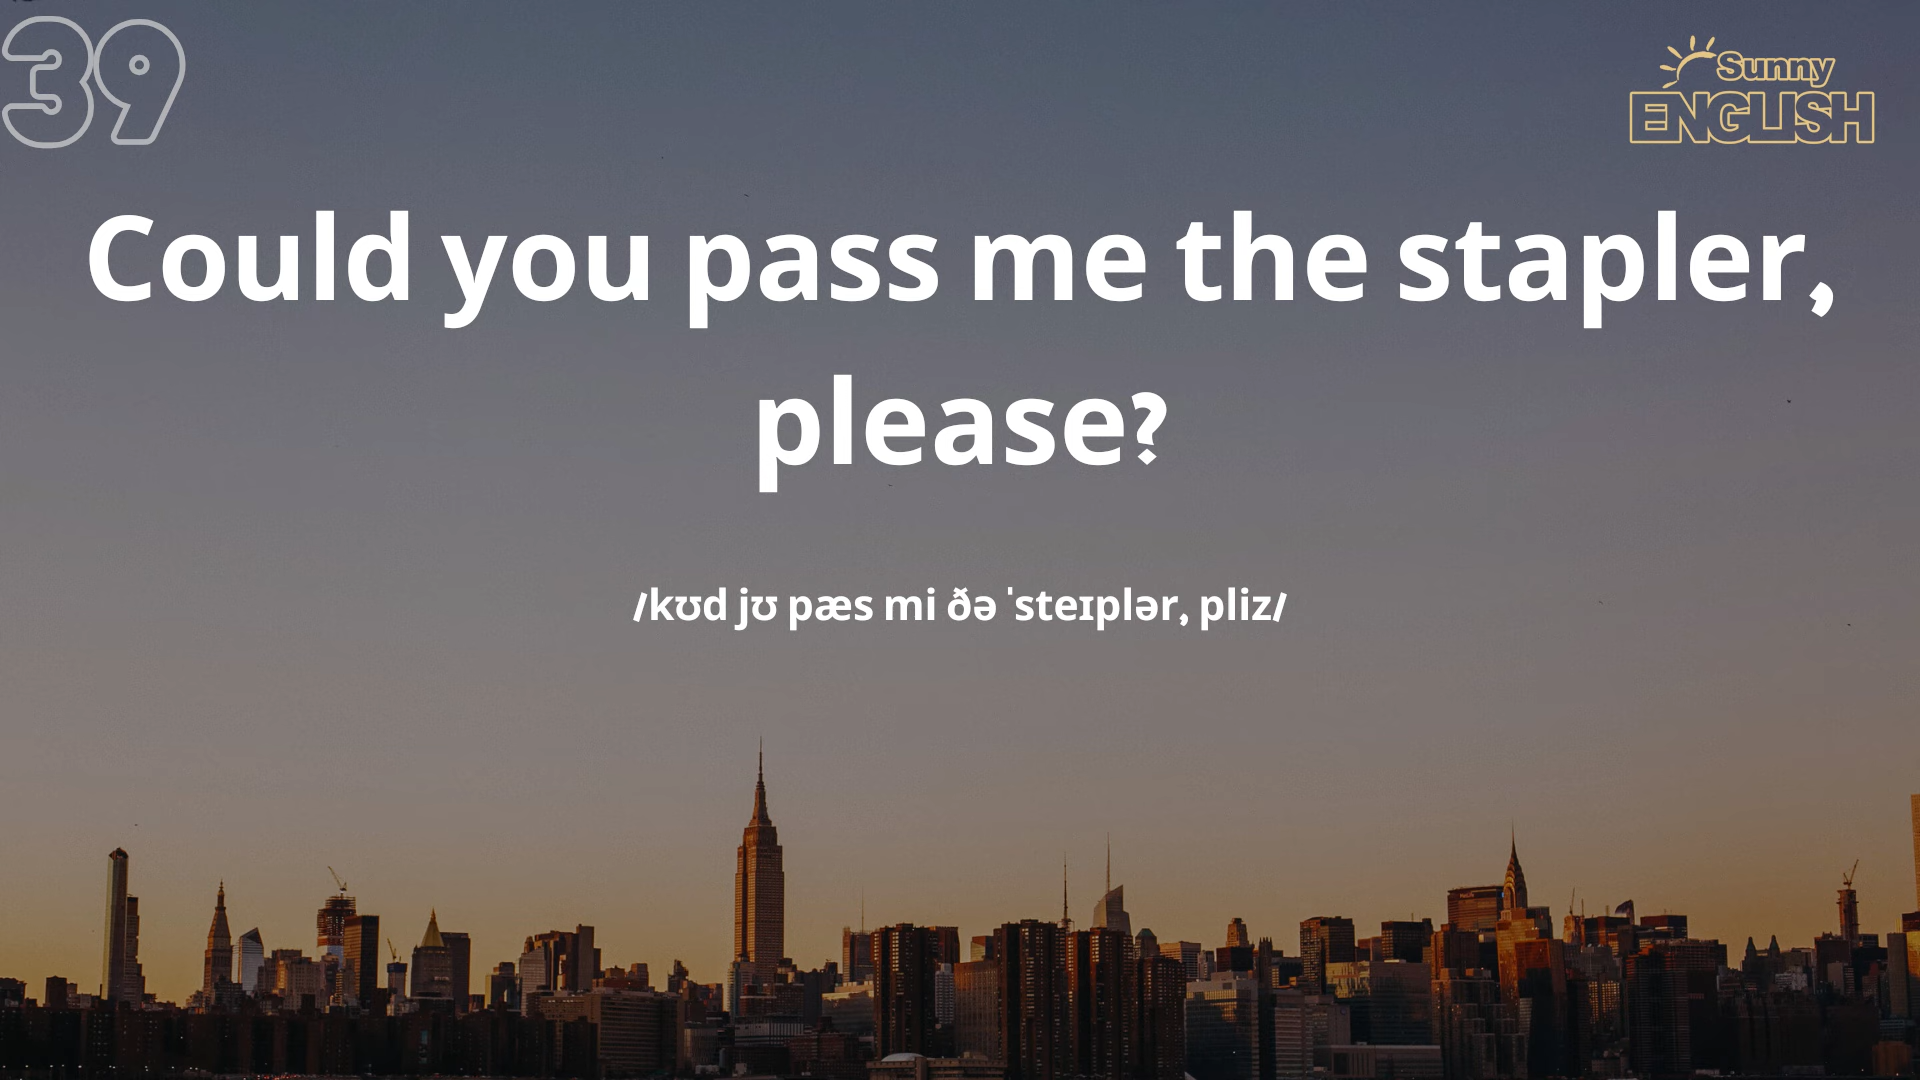 39
Sunny
ENGLISH
Could you pass me the stapler,
please?
/kʊd jʊ pæs mi ðə ˈsteɪplər, pliz/